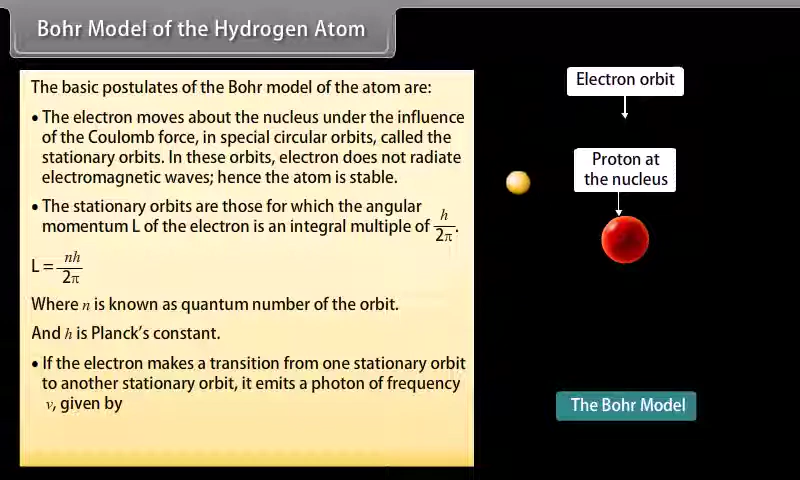 Bohr Model of the Hydrogen Atom
The basic postulates of the Bohr model of the atom are:
• The electron moves about the nucleus under the influence
of the Coulomb force, in special circular orbits, called the
stationary orbits. In these orbits, electron does not radiate
electromagnetic waves; hence the atom is stable.
• The stationary orbits are those for which the angular
momentum L of the electron is an integral multiple of h/2π.
L = nh/2π
Where n is known as quantum number of the orbit.
And h is Planck's constant.
• If the electron makes a transition from one stationary orbit
to another stationary orbit, it emits a photon of frequency
ν, given by
Electron orbit
Proton at
the nucleus
The Bohr Model